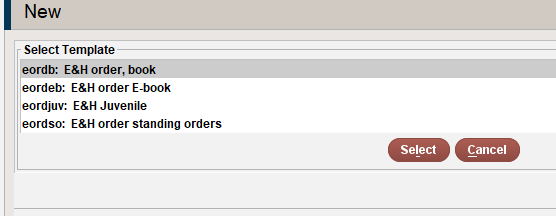 New
Select Template
eordb: E&H order, book
eordeb: E&H order E-book
eordjuv: E&H Juvenile
eordso: E&H order standing orders
Select Cancel